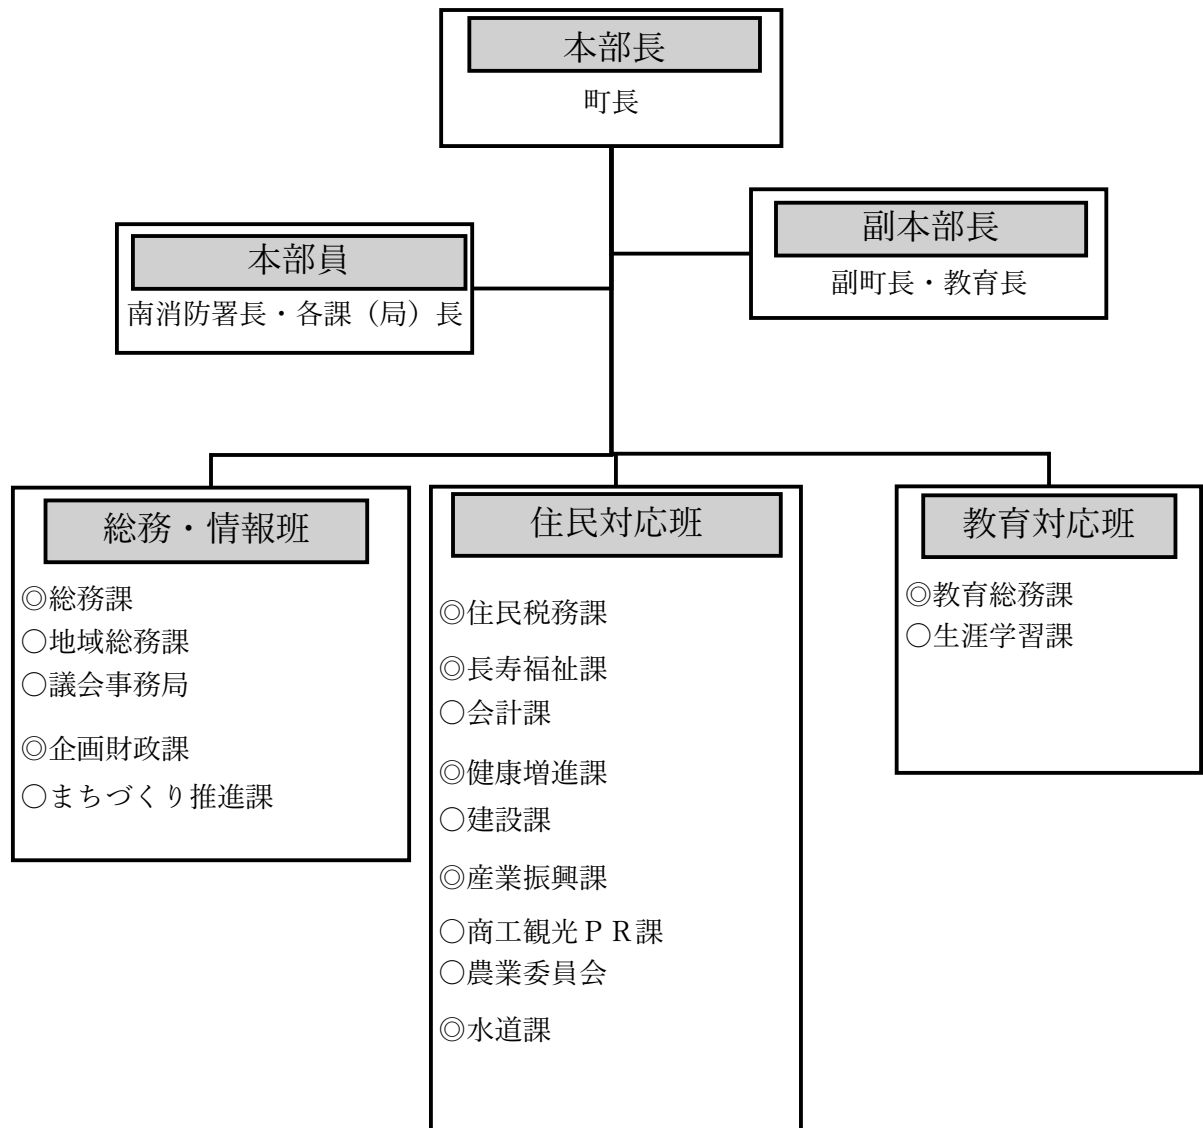 本部長
町長
副本部長
副町長・教育長
本部員
南消防署長・各課（局）長
総務・情報班
◎総務課
○地域総務課
○議会事務局
◎企画財政課
○まちづくり推進課
住民対応班
◎住民税務課
◎長寿福祉課
○会計課
◎健康増進課
○建設課
◎産業振興課
○商工観光ＰＲ課
○農業委員会
◎水道課
教育対応班
◎教育総務課
○生涯学習課